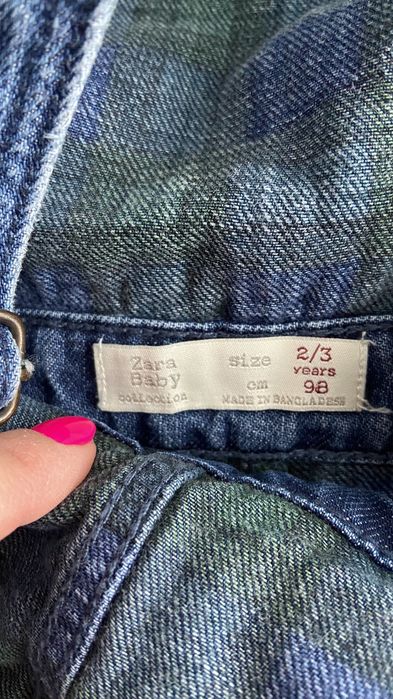 Zara
Baby
collection
size
cm
2/3
years
98
MADE IN BANGLADESH